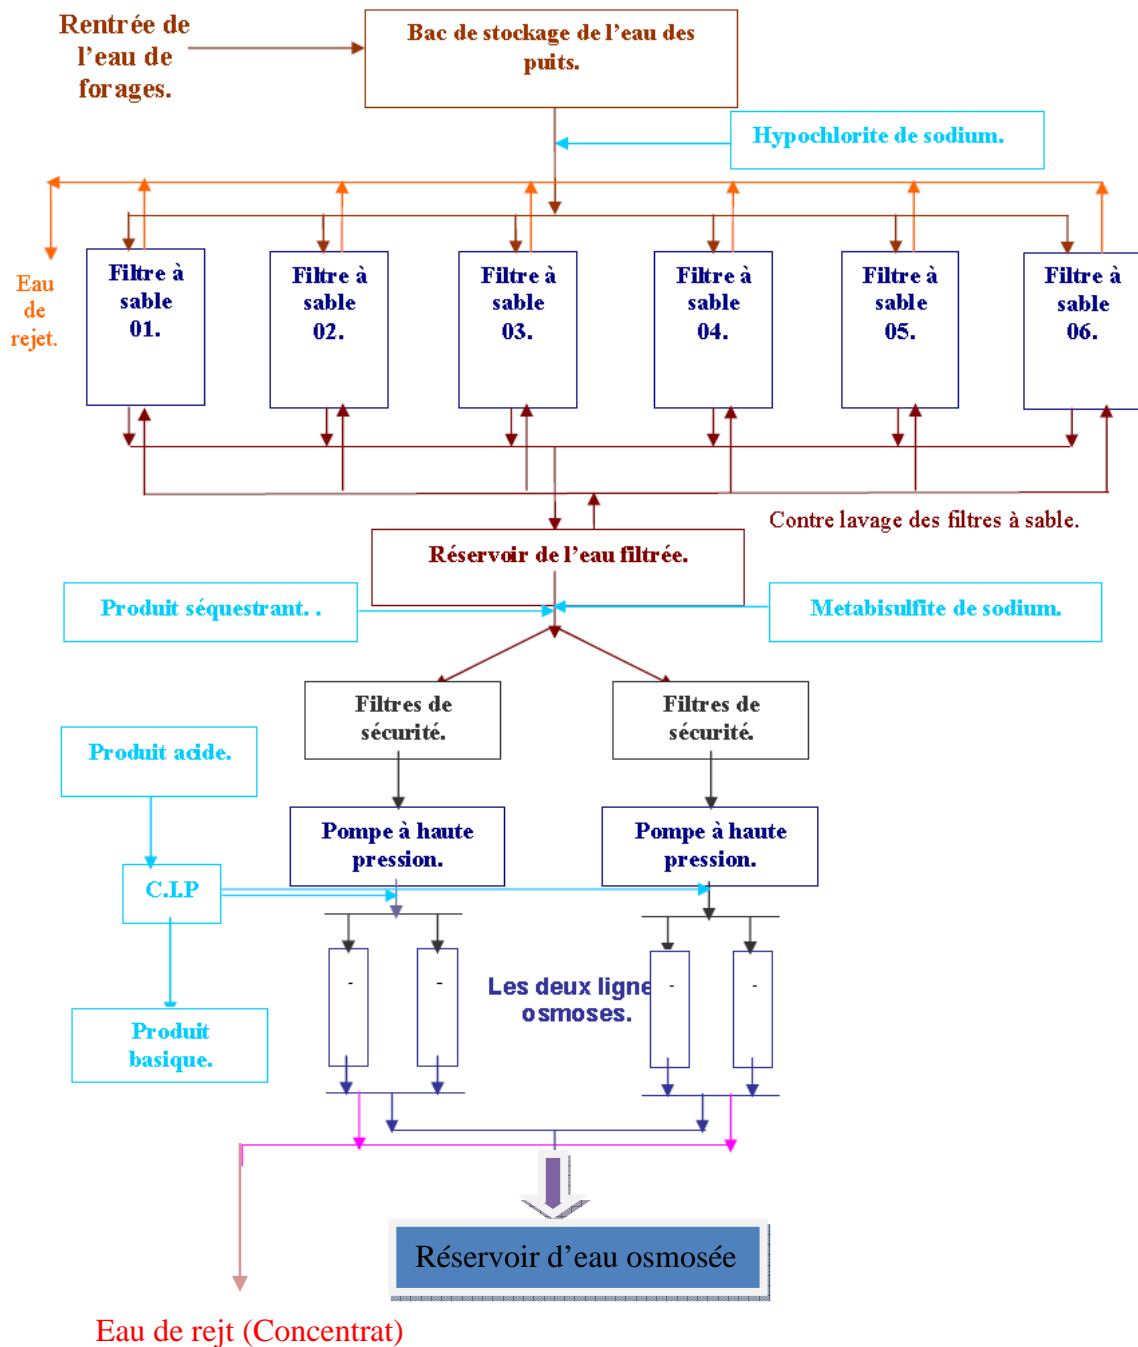 Rentrée de
l’eau de
forages.
Bac de stockage de l’eau des
puits.
Hypochlorite de sodium.
Eau
de
rejet.
Filtre à
sable
01.
Filtre à
sable
02.
Filtre à
sable
03.
Filtre à
sable
04.
Filtre à
sable
05.
Filtre à
sable
06.
Contre lavage des filtres à sable.
Réservoir de l’eau filtrée.
Produit séquestrant. .
Metabisulfite de sodium.
Filtres de
sécurité.
Filtres de
sécurité.
Produit acide.
Pompe à haute
pression.
Pompe à haute
pression.
C.I.P
-
-
Les deux ligne
osmoses.
-
-
Produit
basique.
Réservoir d’eau osmosée
Eau de rejt (Concentrat)